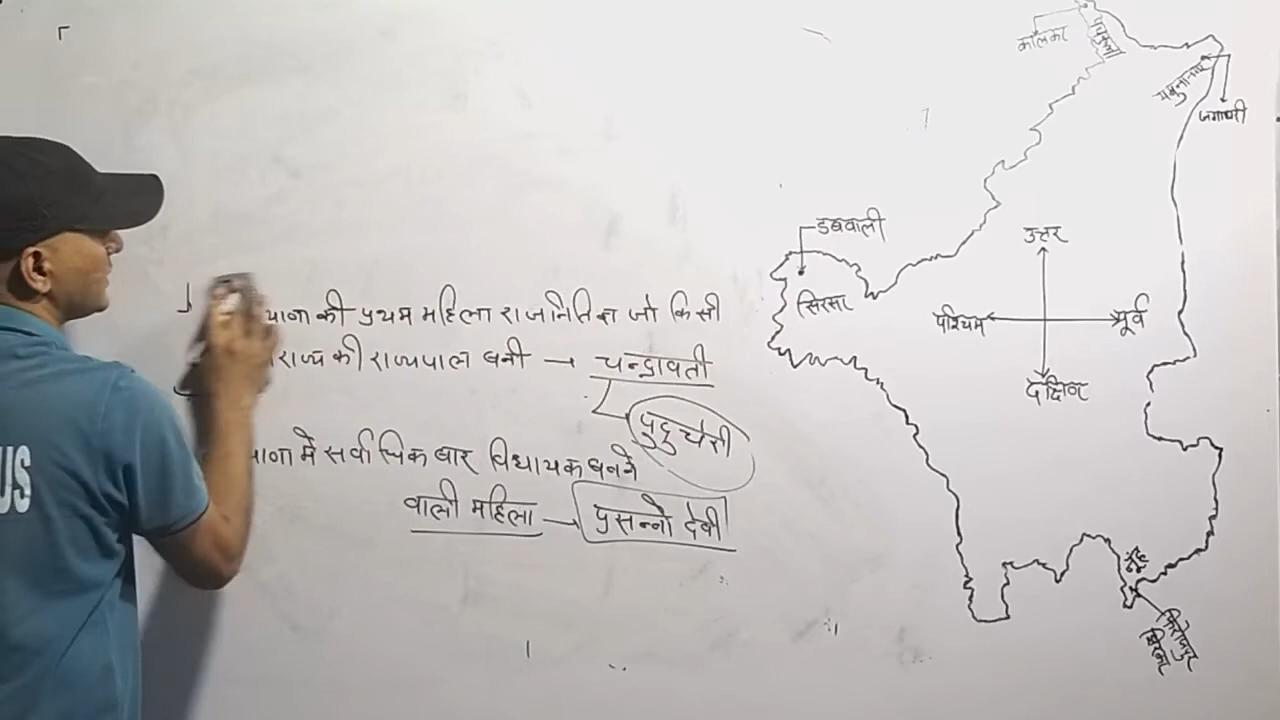 याना की प्रथम महिला राजनितिज्ञ जो किसी
राज्य की राज्यपाल बनी → चन्द्रावती
पुदुचेरी
याना में सर्वाधिक बार विधायक बनने
वाली महिला → प्रसन्नो देवी
कालका
पंचकुला
यमुनानगर
जगाधरी
डबवाली
सिरसा
उत्तर
पश्चिम
पूर्व
दक्षिण
नूंह
फिरोजपुर
झिरका
US